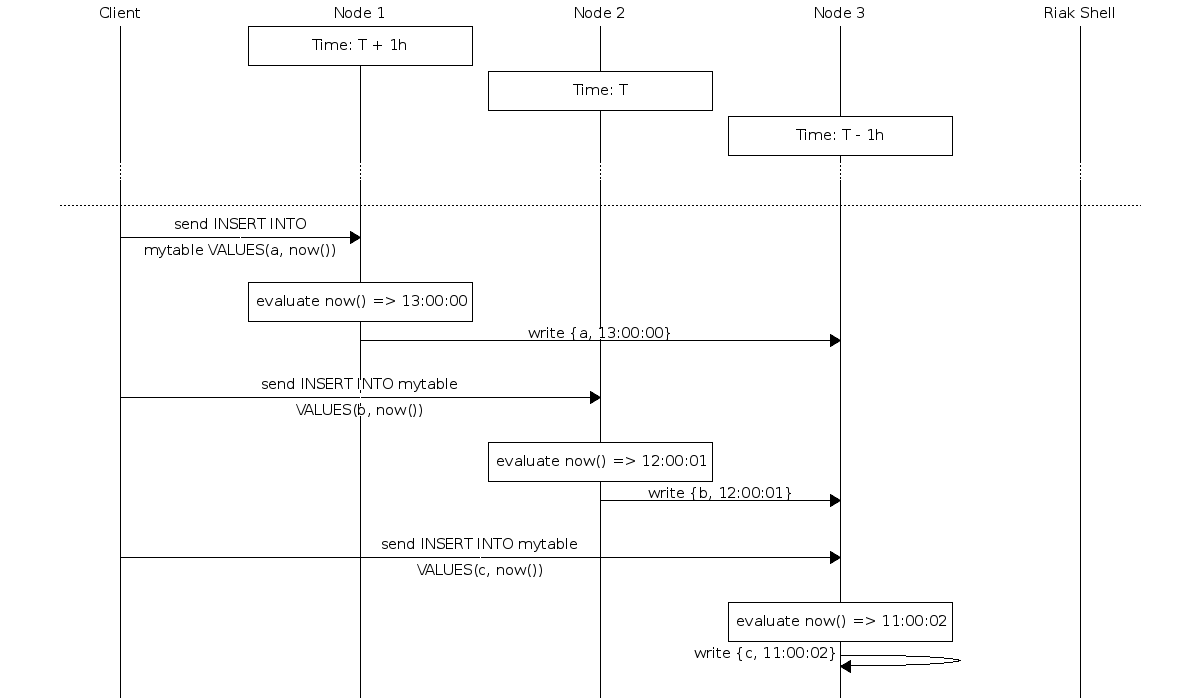 Client
Node 1
Node 2
Node 3
Riak Shell
Time: T + 1h
Time: T
Time: T - 1h
send INSERT INTO
mytable VALUES(a, now())
evaluate now() => 13:00:00
write {a, 13:00:00}
send INSERT INTO mytable
VALUES(b, now())
evaluate now() => 12:00:01
write {b, 12:00:01}
send INSERT INTO mytable
VALUES(c, now())
evaluate now() => 11:00:02
write {c, 11:00:02}